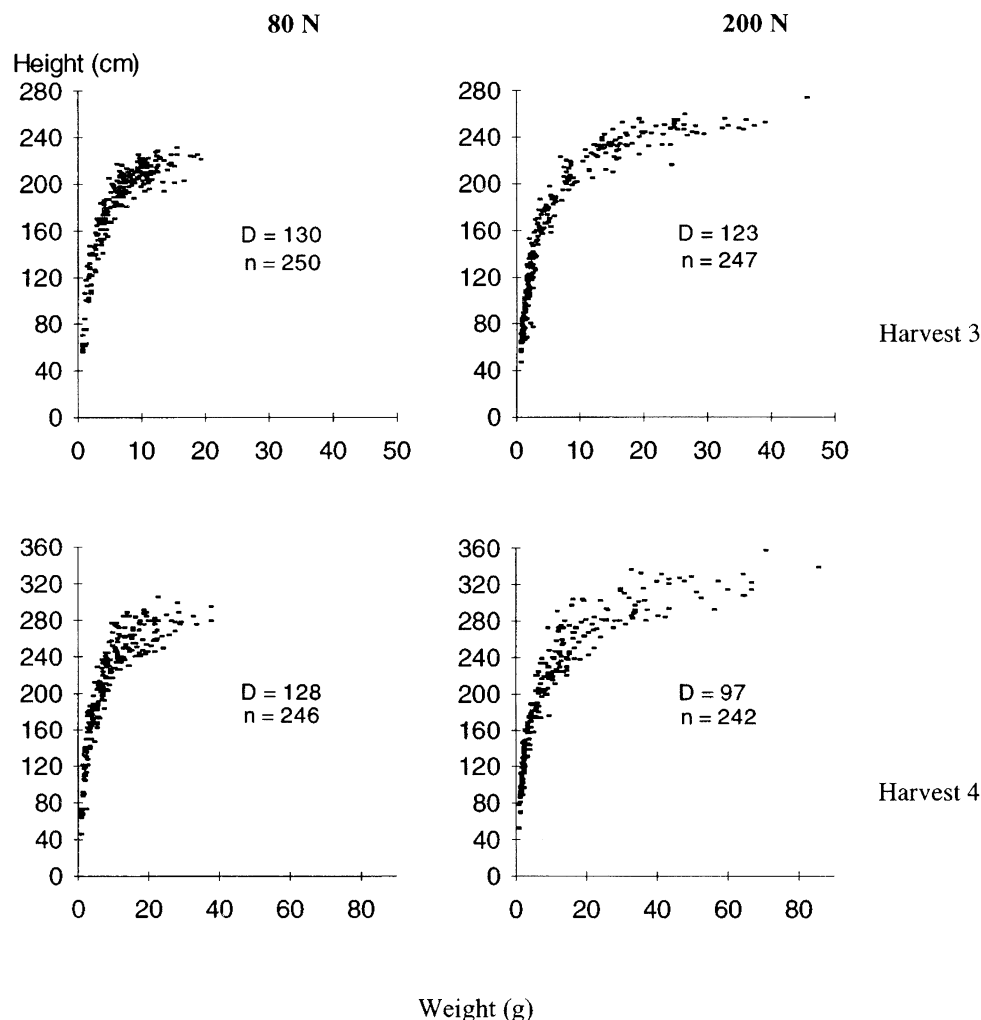 80 N 200 N
Height (cm)
280
240
200
160
120
80
40
0
D = 130
n = 250
0 10 20 30 40 50
280
240
200
160
120
80
40
0
D = 123
n = 247
0 10 20 30 40 50
Harvest 3
360
320
280
240
200
160
120
80
40
0
D = 128
n = 246
0 20 40 60 80
360
320
280
240
200
160
120
80
40
0
D = 97
n = 242
0 20 40 60 80
Harvest 4
Weight (g)